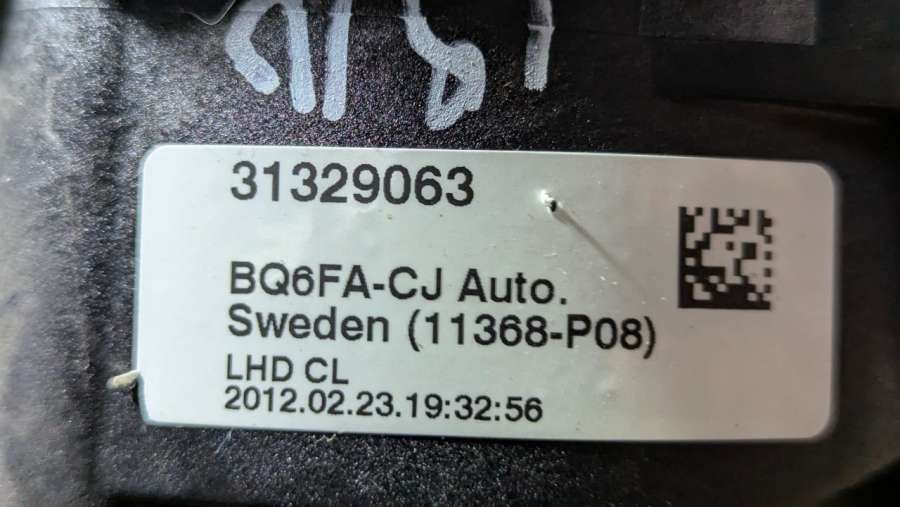 31329063
BQ6FA-CJ Auto.
Sweden (11368-P08)
LHD CL
2012.02.23.19:32:56